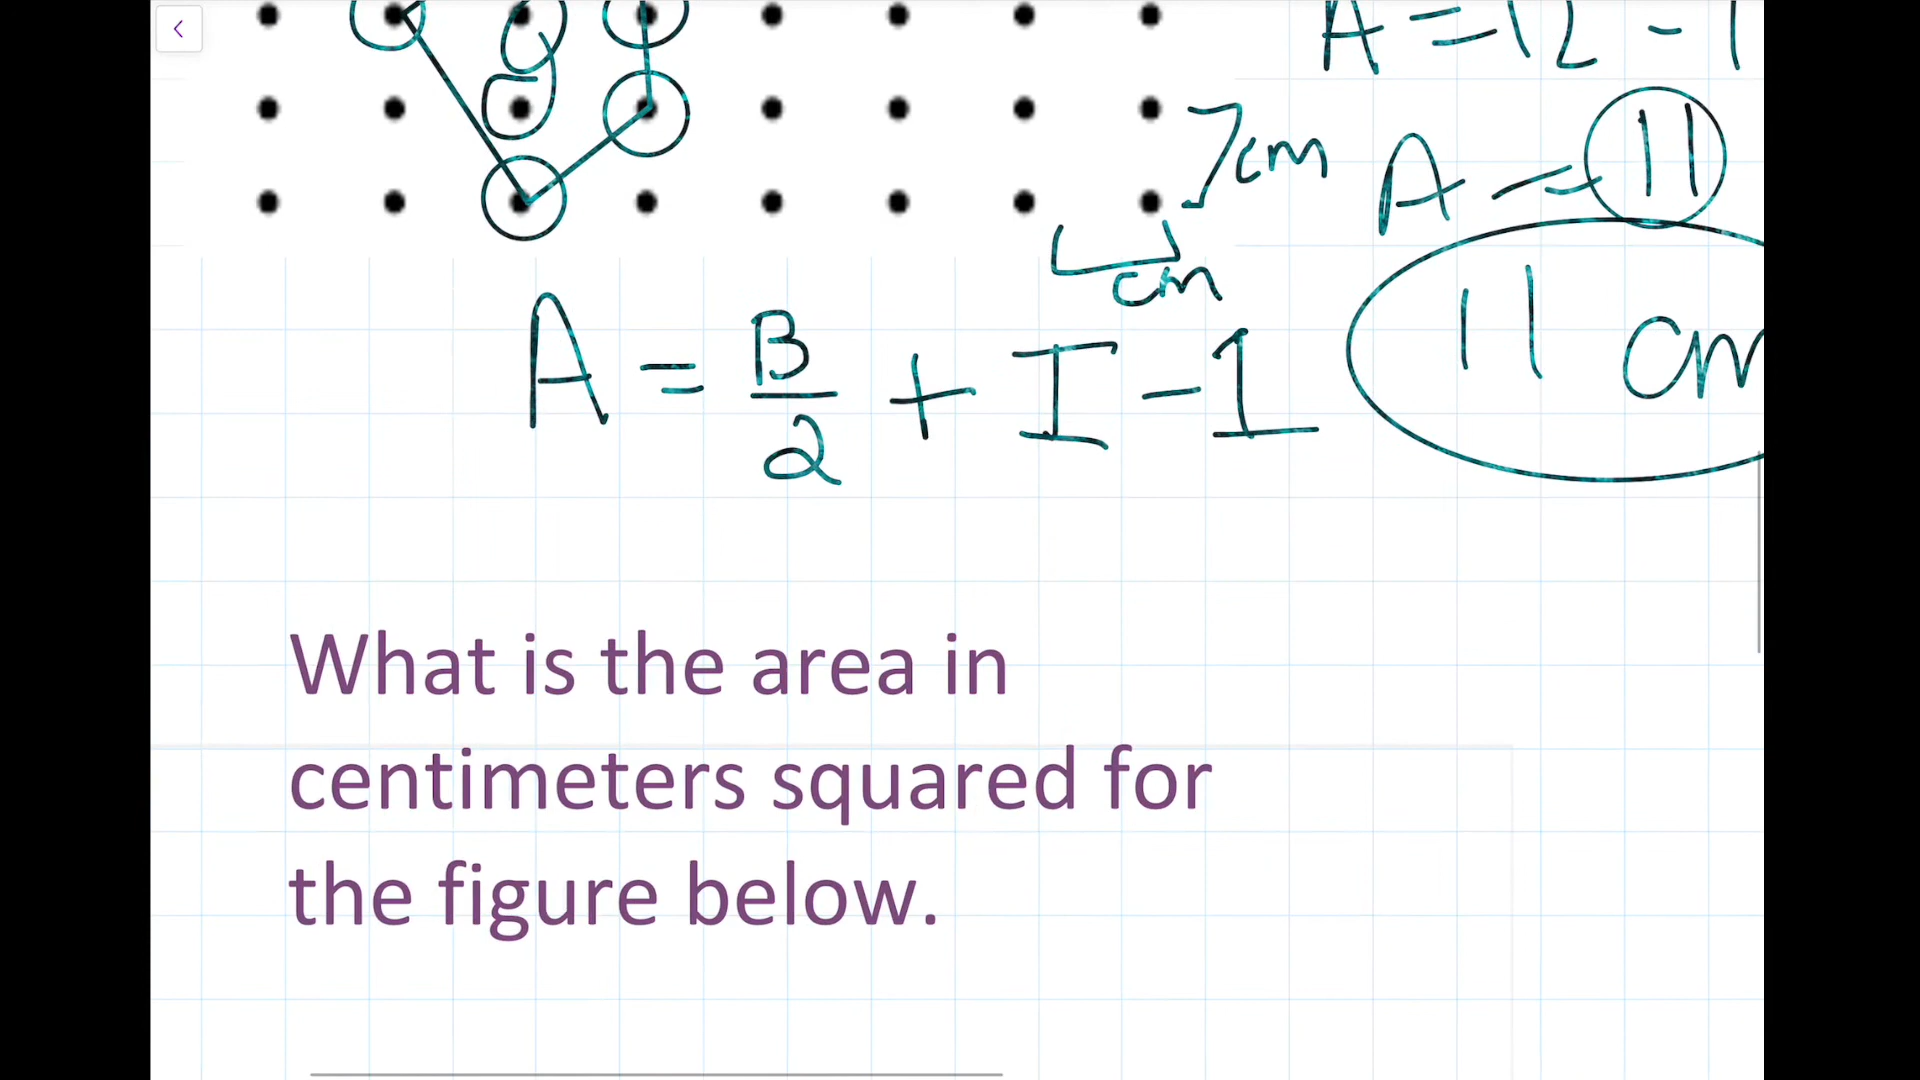 A = 12 - 1
9
7cm
A = 11
cm
A = B/2 + I - 1
11 cm
What is the area in
centimeters squared for
the figure below.